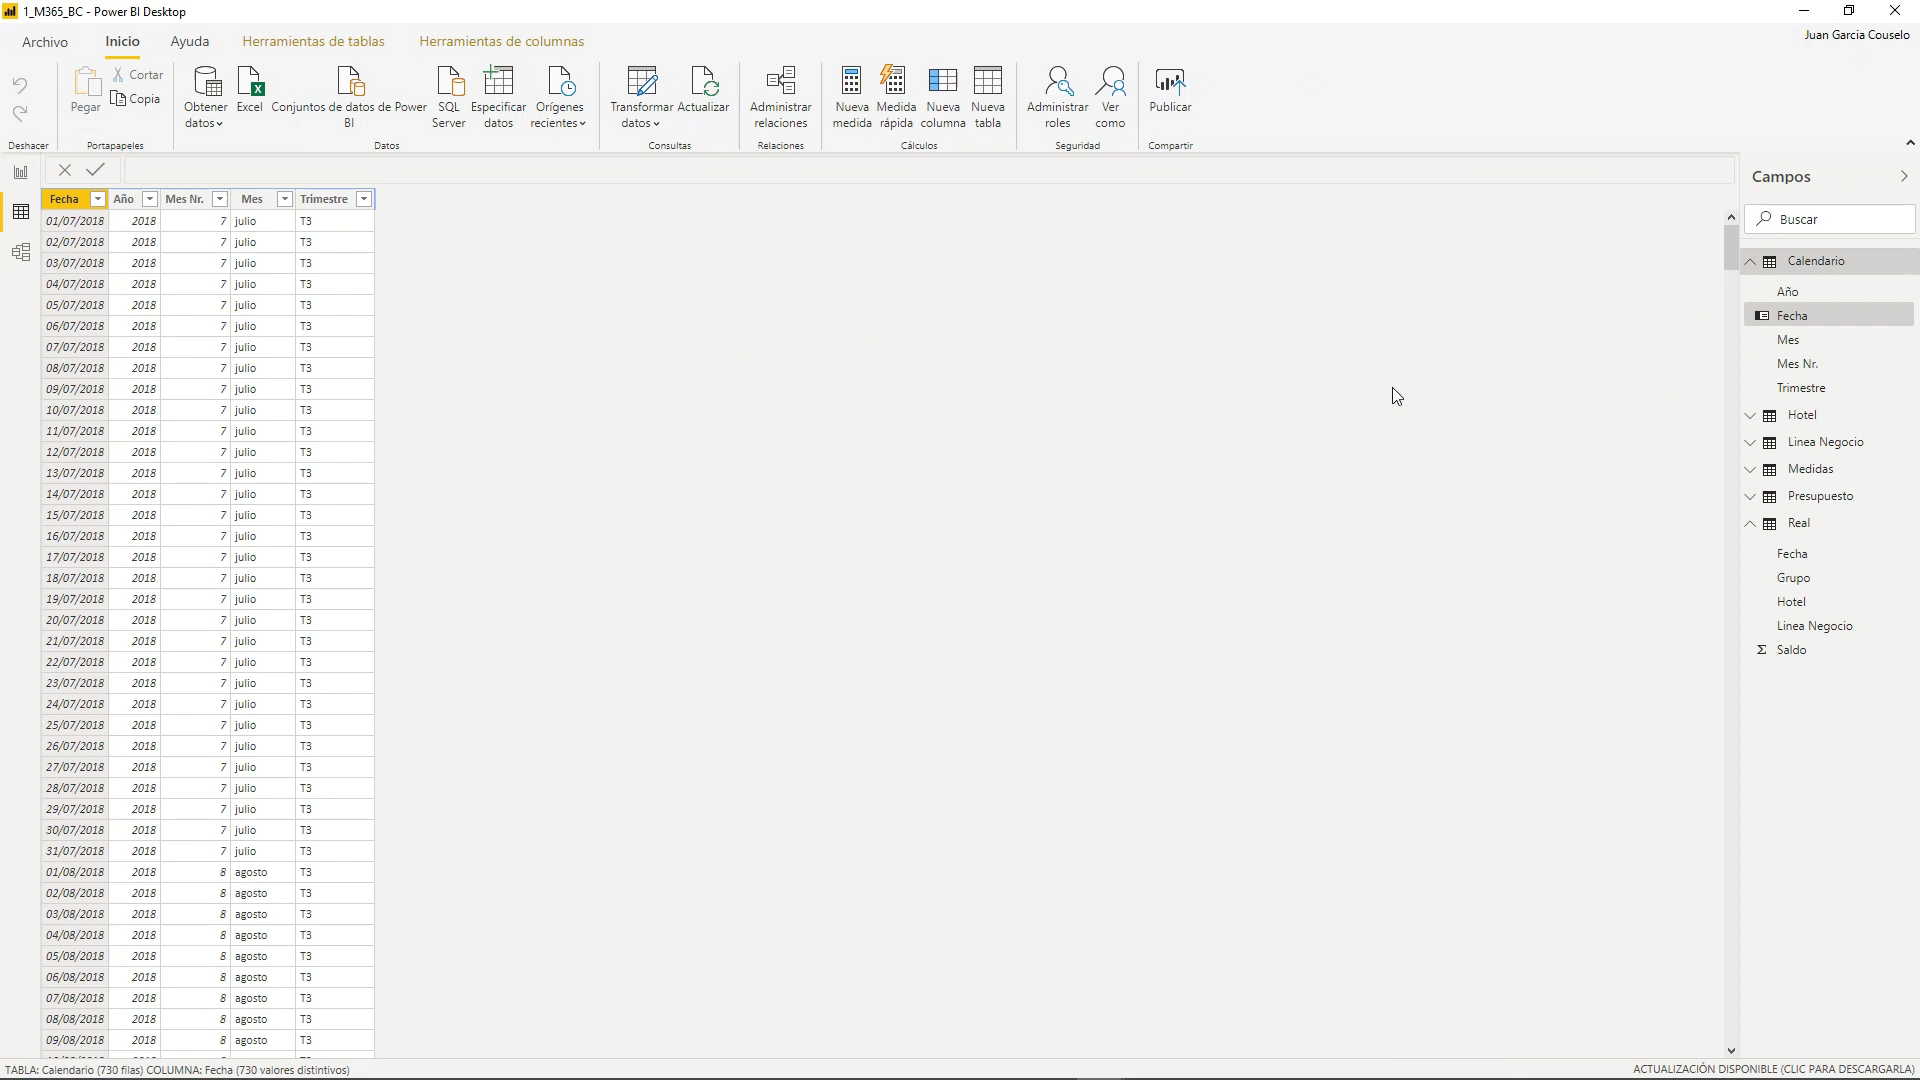 1_M365_BC - Power BI Desktop
Juan Garcia Couselo
Archivo Inicio Ayuda Herramientas de tablas Herramientas de columnas
Deshacer
Pegar
Cortar
Copia
Portapapeles
Obtener datos
Excel
Conjuntos de datos de Power BI
SQL Server
Especificar datos
Orígenes recientes
Datos
Transformar datos
Actualizar
Consultas
Administrar relaciones
Relaciones
Nueva medida
Medida rápida
Nueva columna
Nueva tabla
Cálculos
Administrar roles
Ver como
Seguridad
Publicar
Compartir
Fecha Año Mes Nr. Mes Trimestre
01/07/2018 2018 7 julio T3
02/07/2018 2018 7 julio T3
03/07/2018 2018 7 julio T3
04/07/2018 2018 7 julio T3
05/07/2018 2018 7 julio T3
06/07/2018 2018 7 julio T3
07/07/2018 2018 7 julio T3
08/07/2018 2018 7 julio T3
09/07/2018 2018 7 julio T3
10/07/2018 2018 7 julio T3
11/07/2018 2018 7 julio T3
12/07/2018 2018 7 julio T3
13/07/2018 2018 7 julio T3
14/07/2018 2018 7 julio T3
15/07/2018 2018 7 julio T3
16/07/2018 2018 7 julio T3
17/07/2018 2018 7 julio T3
18/07/2018 2018 7 julio T3
19/07/2018 2018 7 julio T3
20/07/2018 2018 7 julio T3
21/07/2018 2018 7 julio T3
22/07/2018 2018 7 julio T3
23/07/2018 2018 7 julio T3
24/07/2018 2018 7 julio T3
25/07/2018 2018 7 julio T3
26/07/2018 2018 7 julio T3
27/07/2018 2018 7 julio T3
28/07/2018 2018 7 julio T3
29/07/2018 2018 7 julio T3
30/07/2018 2018 7 julio T3
31/07/2018 2018 7 julio T3
01/08/2018 2018 8 agosto T3
02/08/2018 2018 8 agosto T3
03/08/2018 2018 8 agosto T3
04/08/2018 2018 8 agosto T3
05/08/2018 2018 8 agosto T3
06/08/2018 2018 8 agosto T3
07/08/2018 2018 8 agosto T3
08/08/2018 2018 8 agosto T3
09/08/2018 2018 8 agosto T3
Campos
Buscar
Calendario
Año
Fecha
Mes
Mes Nr.
Trimestre
Hotel
Linea Negocio
Medidas
Presupuesto
Real
Fecha
Grupo
Hotel
Linea Negocio
Σ Saldo
TABLA: Calendario (730 filas) COLUMNA: Fecha (730 valores distintivos)
ACTUALIZACIÓN DISPONIBLE (CLIC PARA DESCARGARLA)